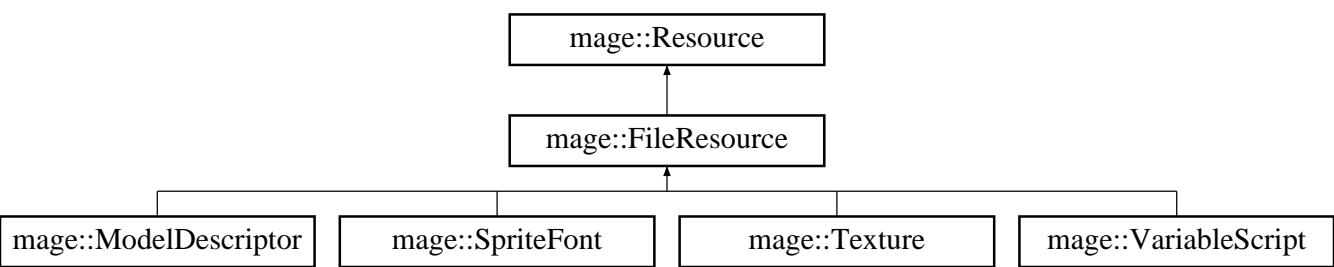 mage::Resource
mage::FileResource
mage::ModelDescriptor
mage::SpriteFont
mage::Texture
mage::VariableScript